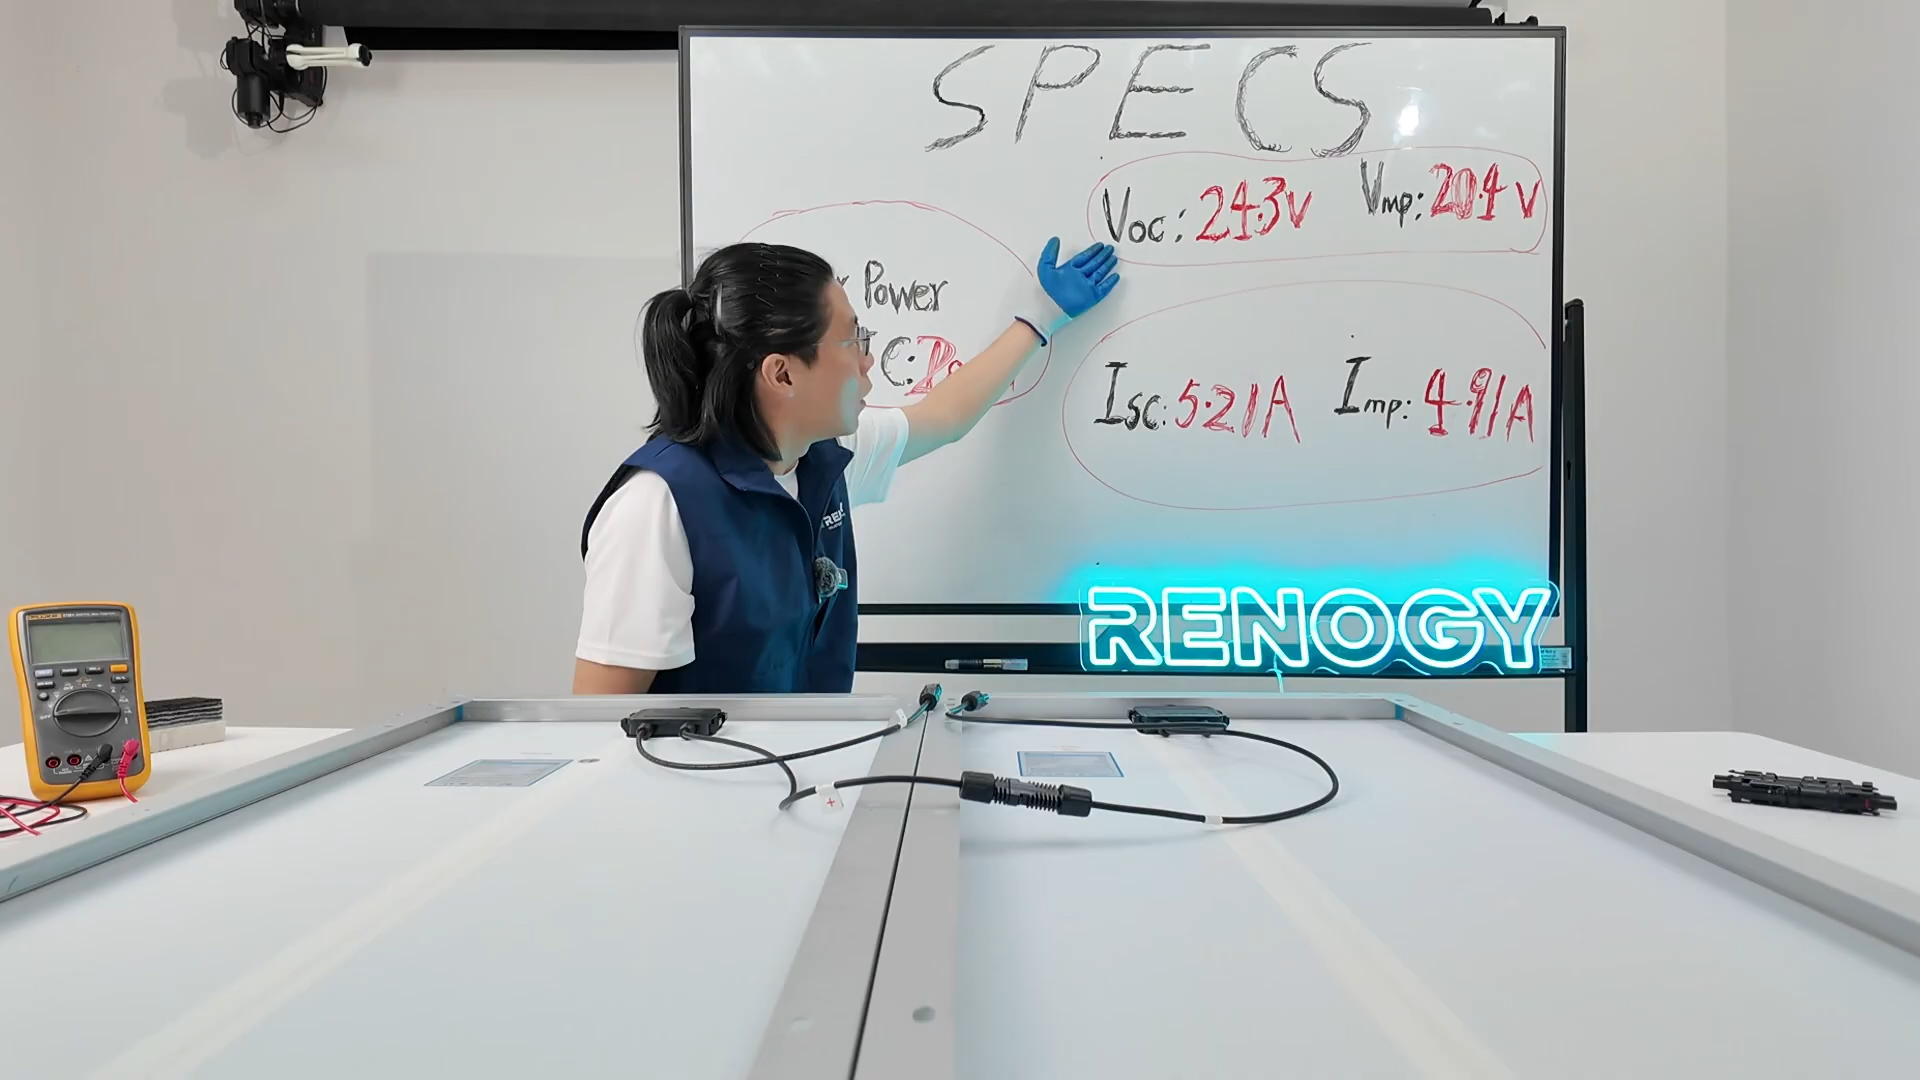 SPECS
Voc: 24.3V Vmp: 20.4V
Power
C:
Isc: 5.21A Imp: 4.91A
RENOGY
+